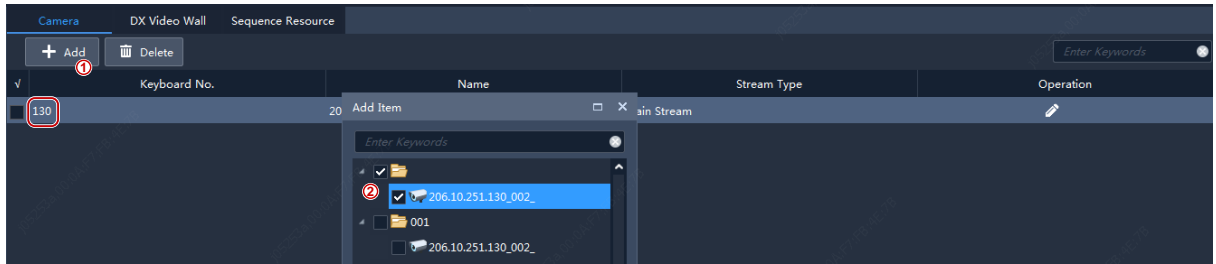 Camera DX Video Wall Sequence Resource
Add Delete Enter Keywords
1
√ Keyboard No. Name Stream Type Operation
130 20 ain Stream
Add Item
Enter Keywords
2 206.10.251.130_002_
001
206.10.251.130_002_